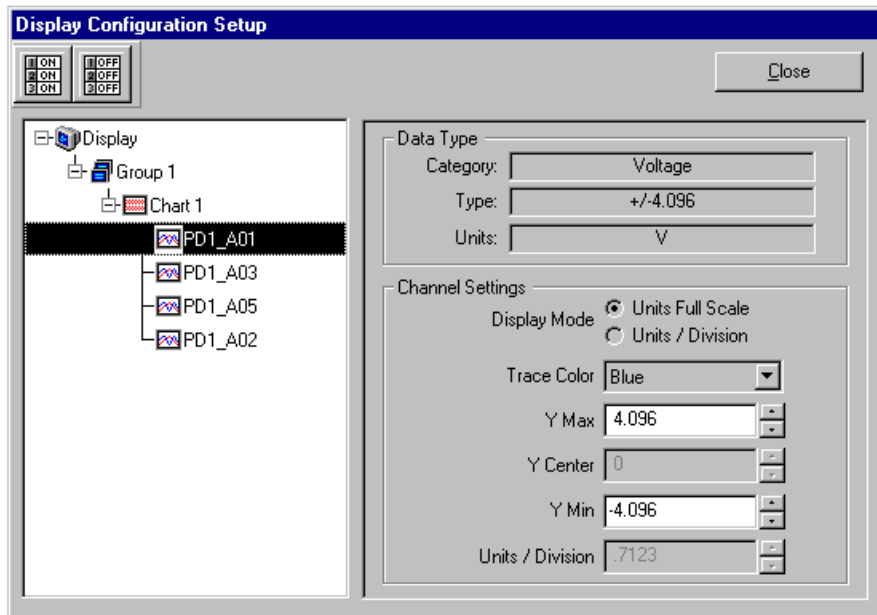 Display Configuration Setup
1 ON
2 ON
3 ON
1 OFF
2 OFF
3 OFF
Close
Display
Group 1
Chart 1
PD1_A01
PD1_A03
PD1_A05
PD1_A02
Data Type
Category: Voltage
Type: +/-4.096
Units: V
Channel Settings
Display Mode
Units Full Scale
Units / Division
Trace Color Blue
Y Max 4.096
Y Center 0
Y Min -4.096
Units / Division .7123